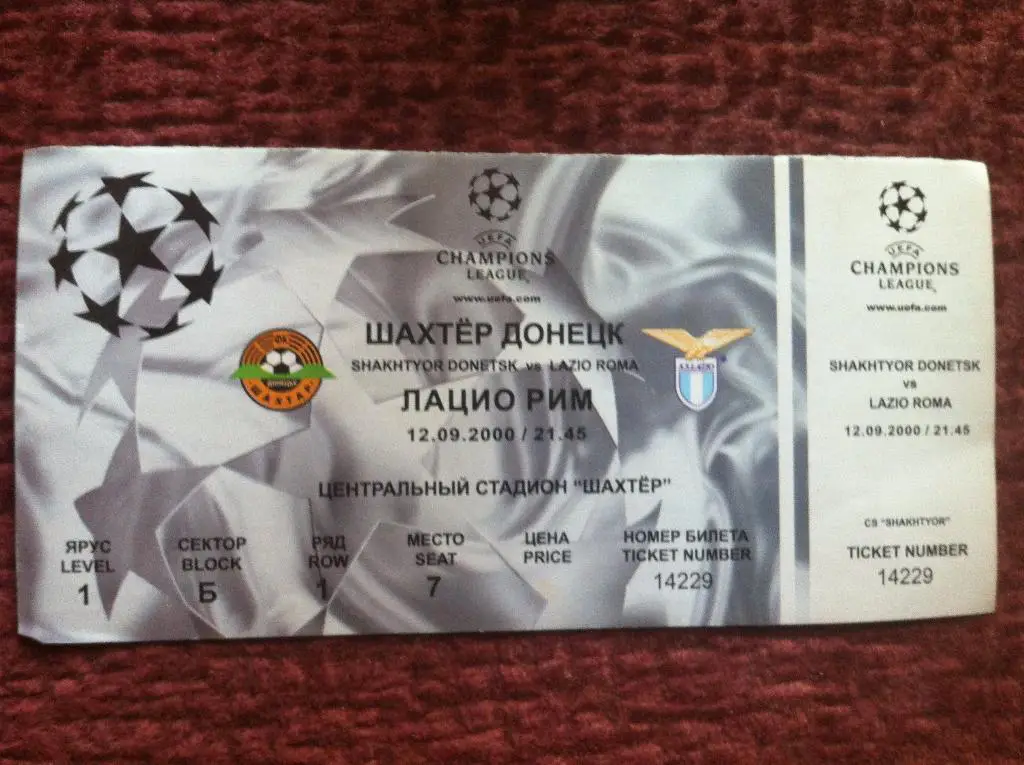 UEFA
CHAMPIONS
LEAGUE
www.uefa.com
ШАХТЁР ДОНЕЦК
SHAKHTYOR DONETSK vs LAZIO ROMA
ЛАЦИО РИМ
12.09.2000 / 21.45
ФК
ШАХТАР
S.S.LAZIO
ЦЕНТРАЛЬНЫЙ СТАДИОН "ШАХТЁР"
ЯРУС СЕКТОР РЯД МЕСТО ЦЕНА НОМЕР БИЛЕТА
LEVEL BLOCK ROW SEAT PRICE TICKET NUMBER
1 Б 1 7 14229
UEFA
CHAMPIONS
LEAGUE
www.uefa.com
SHAKHTYOR DONETSK
vs
LAZIO ROMA
12.09.2000 / 21.45
CS "SHAKHTYOR"
TICKET NUMBER
14229